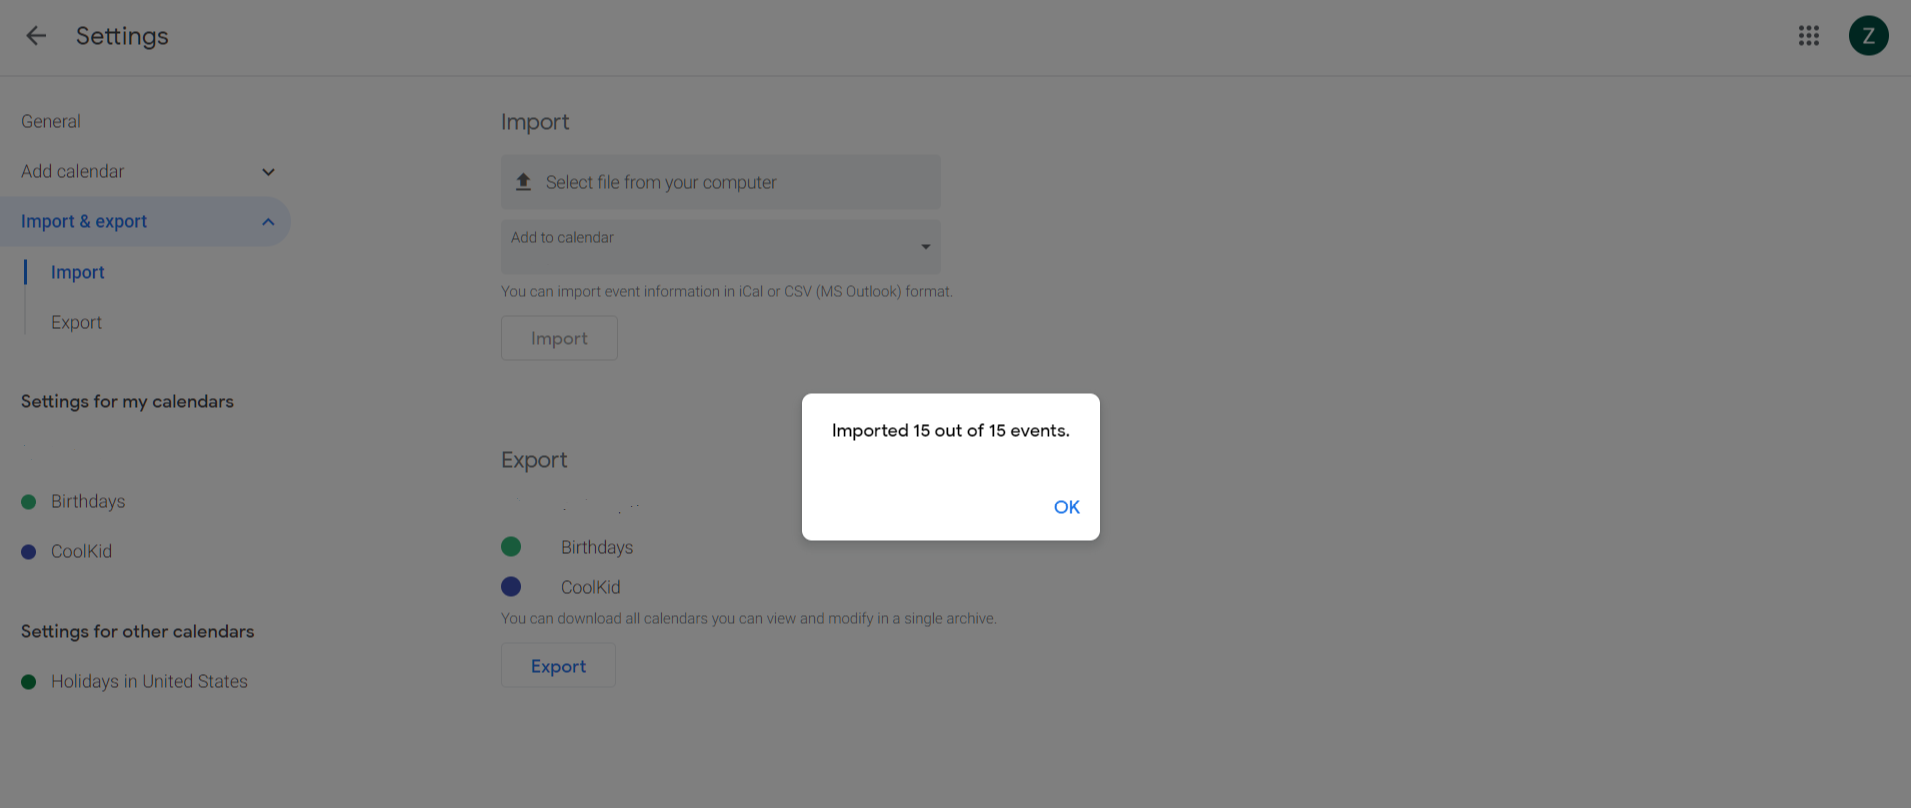 Settings
Z
General
Add calendar
Import & export
Import
Export
Settings for my calendars
Birthdays
CoolKid
Settings for other calendars
Holidays in United States
Import
Select file from your computer
Add to calendar
You can import event information in iCal or CSV (MS Outlook) format.
Import
Export
Birthdays
CoolKid
You can download all calendars you can view and modify in a single archive.
Export
Imported 15 out of 15 events.
OK